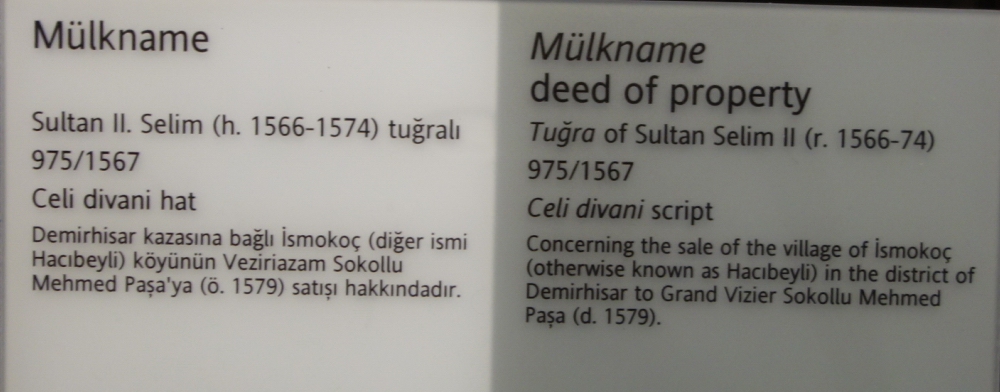 Mülkname
Sultan II. Selim (h. 1566-1574) tuğralı
975/1567
Celi divani hat
Demirhisar kazasına bağlı İsmokoç (diğer ismi
Hacıbeyli) köyünün Veziriazam Sokollu
Mehmed Paşa'ya (ö. 1579) satışı hakkındadır.
Mülkname
deed of property
Tuğra of Sultan Selim II (r. 1566-74)
975/1567
Celi divani script
Concerning the sale of the village of İsmokoç
(otherwise known as Hacıbeyli) in the district of
Demirhisar to Grand Vizier Sokollu Mehmed
Paşa (d. 1579).